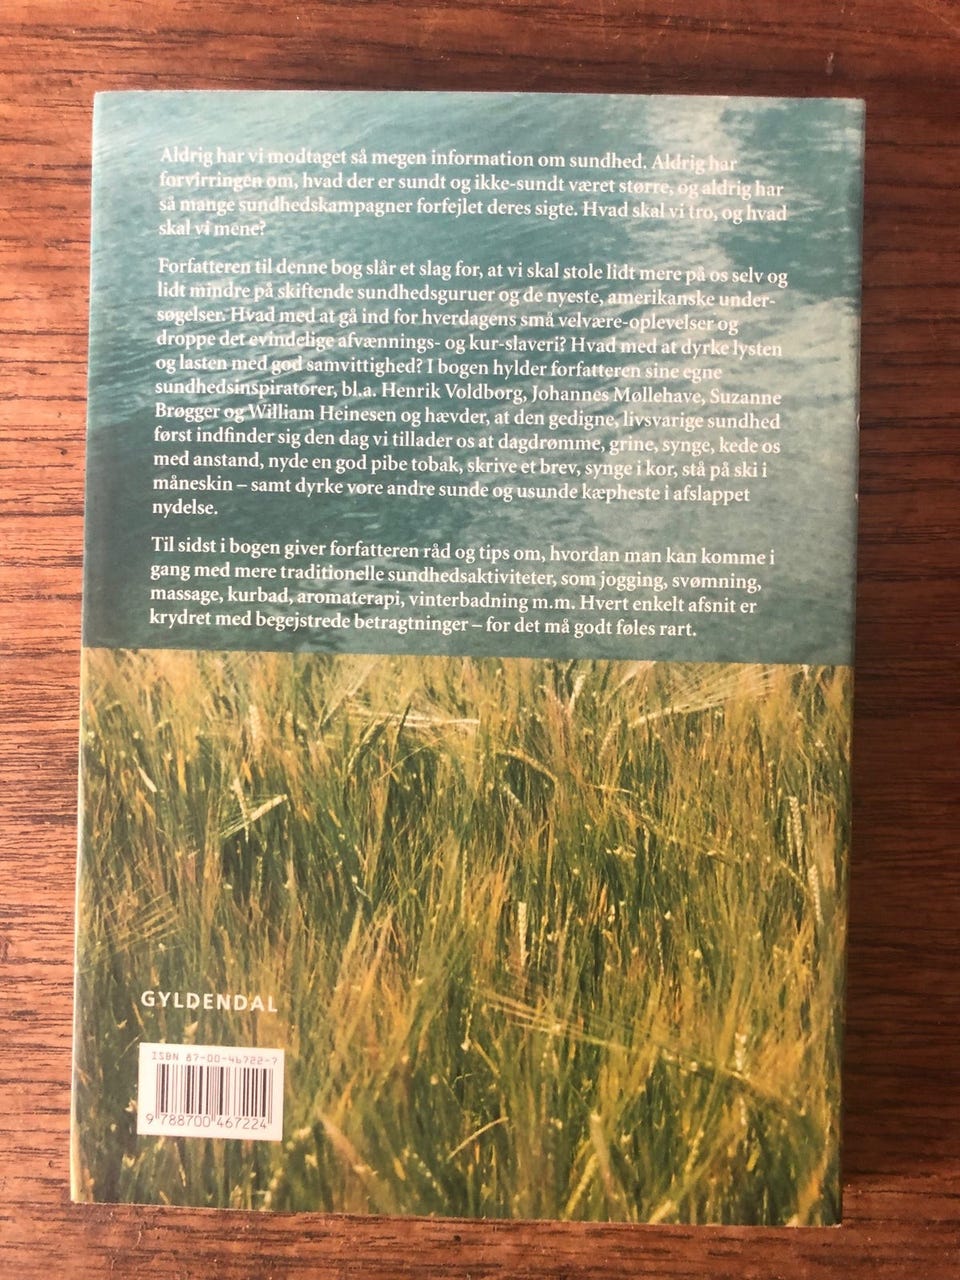 Aldrig har vi modtaget så megen information om sundhed. Aldrig har
forvirringen om, hvad der er sundt og ikke-sundt været større, og aldrig har
så mange sundhedskampagner forfejlet deres sigte. Hvad skal vi tro, og hvad
skal vi mene?
Forfatteren til denne bog slår et slag for, at vi skal stole lidt mere på os selv og
lidt mindre på skiftende sundhedsguruer og de nyeste, amerikanske under-
søgelser. Hvad med at gå ind for hverdagens små velvære-oplevelser og
droppe det evindelige afvænnings- og kur-slaveri? Hvad med at dyrke lysten
og lasten med god samvittighed? I bogen hylder forfatteren sine egne
sundhedsinspiratorer, bl.a. Henrik Voldborg, Johannes Møllehave, Suzanne
Brøgger og William Heinesen og hævder, at den gedigne, livsvarige sundhed
først indfinder sig den dag vi tillader os at dagdrømme, grine, synge, kede os
med anstand, nyde en god pibe tobak, skrive et brev, synge i kor, stå på ski i
måneskin – samt dyrke vore andre sunde og usunde kæpheste i afslappet
nydelse.
Til sidst i bogen giver forfatteren råd og tips om, hvordan man kan komme i
gang med mere traditionelle sundhedsaktiviteter, som jogging, svømning,
massage, kurbad, aromaterapi, vinterbadning m.m. Hvert enkelt afsnit er
krydret med begejstrede betragtninger – for det må godt føles rart.
GYLDENDAL
ISBN 87-00-46722-7
9 788700 467224